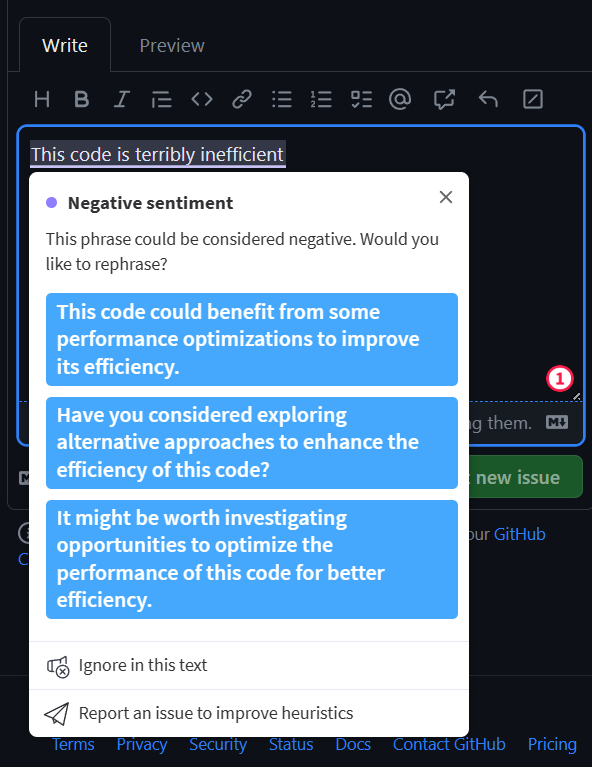 Write Preview
This code is terribly inefficient
Negative sentiment
This phrase could be considered negative. Would you
like to rephrase?
This code could benefit from some
performance optimizations to improve
its efficiency.
Have you considered exploring
alternative approaches to enhance the
efficiency of this code?
It might be worth investigating
opportunities to optimize the
performance of this code for better
efficiency.
Ignore in this text
Report an issue to improve heuristics
1
them.
new issue
GitHub
Terms Privacy Security Status Docs Contact GitHub Pricing